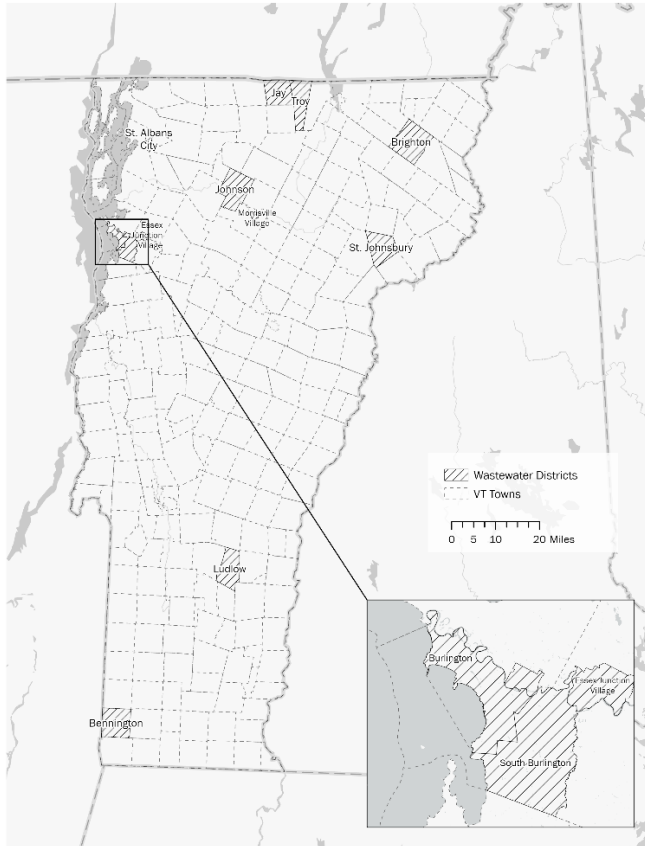 Jay
Troy
St. Albans
City
Brighton
Johnson
Morrisville
Village
Essex
Junction
Village
St. Johnsbury
Wastewater Districts
VT Towns
0 5 10 20 Miles
Ludlow
Burlington
Essex Junction
Village
South Burlington
Bennington